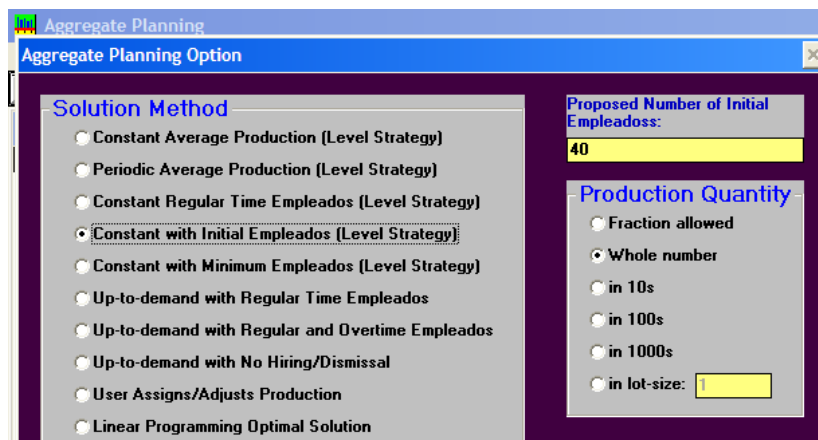 Aggregate Planning
Aggregate Planning Option
Solution Method
Constant Average Production (Level Strategy)
Periodic Average Production (Level Strategy)
Constant Regular Time Empleados (Level Strategy)
Constant with Initial Empleados (Level Strategy)
Constant with Minimum Empleados (Level Strategy)
Up-to-demand with Regular Time Empleados
Up-to-demand with Regular and Overtime Empleados
Up-to-demand with No Hiring/Dismissal
User Assigns/Adjusts Production
Linear Programming Optimal Solution
Proposed Number of Initial
Empleadoss:
40
Production Quantity
Fraction allowed
Whole number
in 10s
in 100s
in 1000s
in lot-size: 1